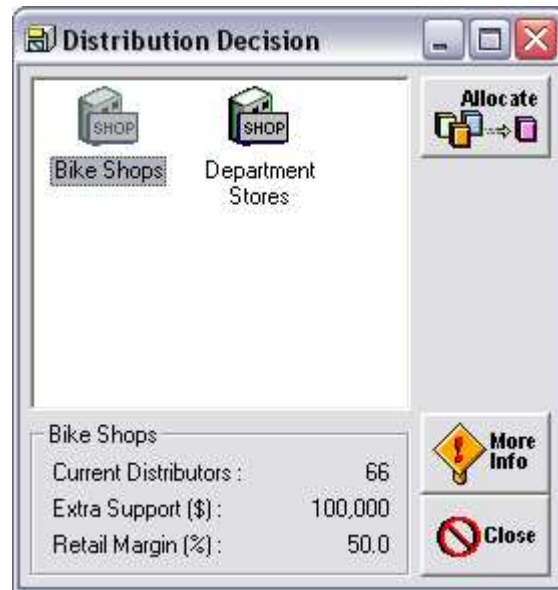 Distribution Decision
SHOP
Bike Shops
SHOP
Department
Stores
Allocate
Bike Shops
Current Distributors : 66
Extra Support ($) : 100,000
Retail Margin (%) : 50.0
More
Info
Close